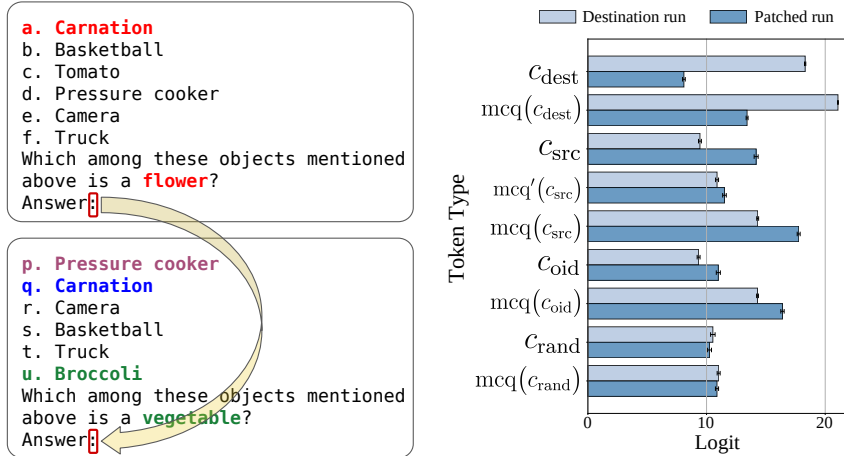 a. Carnation
b. Basketball
c. Tomato
d. Pressure cooker
e. Camera
f. Truck
Which among these objects mentioned
above is a flower?
Answer:
p. Pressure cooker
q. Carnation
r. Camera
s. Basketball
t. Truck
u. Broccoli
Which among these objects mentioned
above is a vegetable?
Answer:
Destination run
Patched run
Token Type
c_dest
mcq(c_dest)
c_src
mcq′(c_src)
mcq(c_src)
c_oid
mcq(c_oid)
c_rand
mcq(c_rand)
0 10 20
Logit